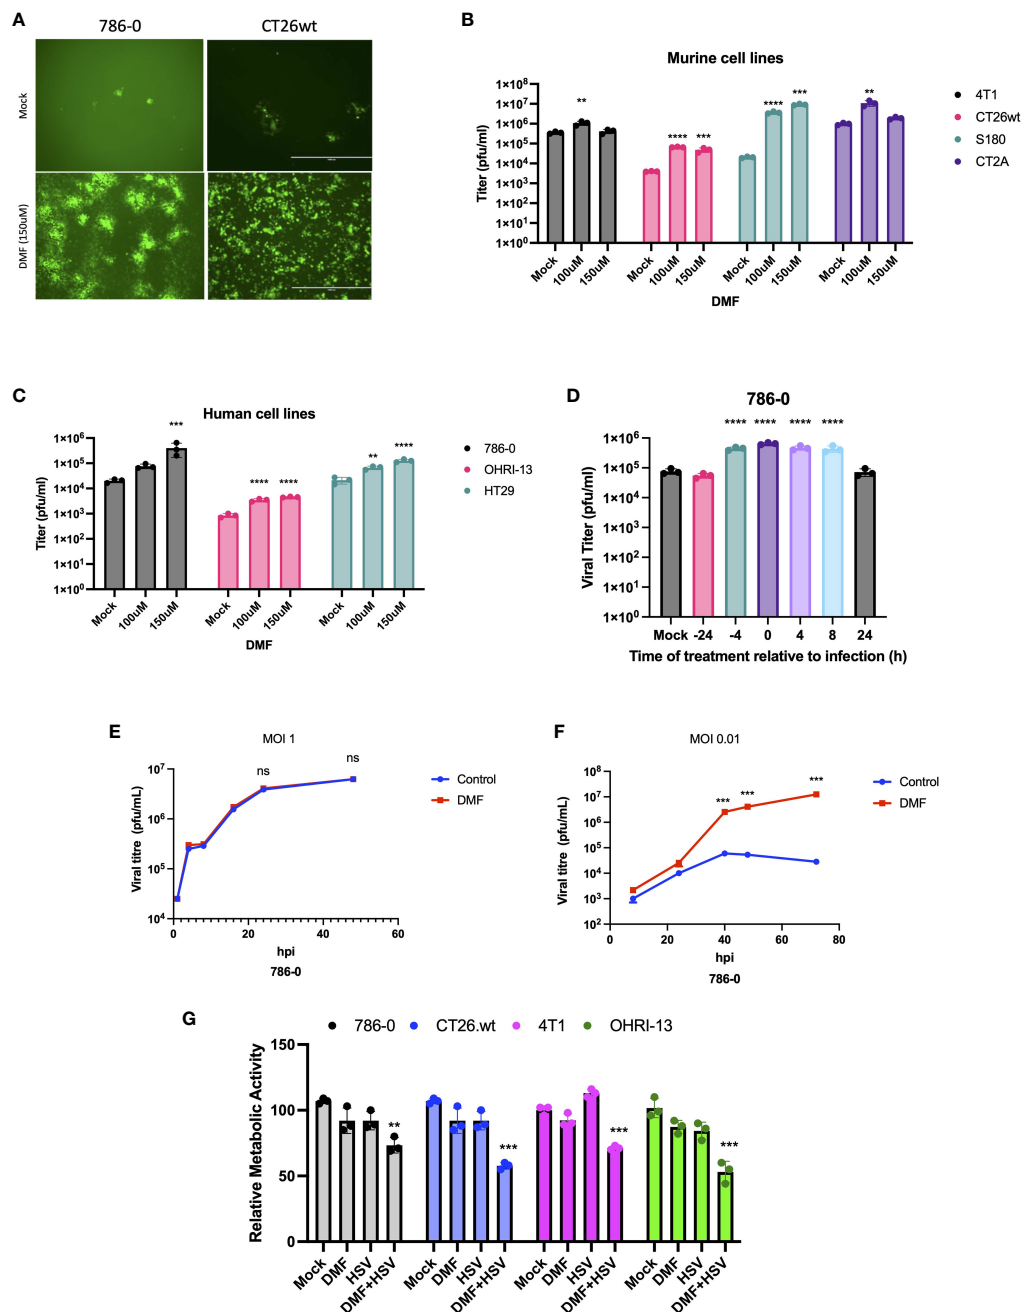 A
786-0
CT26wt
Mock
DMF (150uM)
B
Murine cell lines
Titer (pfu/ml)
1×10⁸
1×10⁷
1×10⁶
1×10⁵
1×10⁴
1×10³
1×10²
1×10¹
1×10⁰
**
****
***
****
***
**
Mock
100uM
150uM
Mock
100uM
150uM
Mock
100uM
150uM
Mock
100uM
150uM
DMF
4T1
CT26wt
S180
CT2A
C
Human cell lines
Titer (pfu/ml)
1×10⁶
1×10⁵
1×10⁴
1×10³
1×10²
1×10¹
1×10⁰
***
****
****
**
****
Mock
100uM
150uM
Mock
100uM
150uM
Mock
100uM
150uM
DMF
786-0
OHRI-13
HT29
D
786-0
Viral Titer (pfu/ml)
1×10⁶
1×10⁵
1×10⁴
1×10³
1×10²
1×10¹
1×10⁰
****
****
****
****
Mock -24 -4 0 4 8 24
Time of treatment relative to infection (h)
E
MOI 1
Viral titre (pfu/mL)
10⁷
10⁶
10⁵
10⁴
ns
ns
0 20 40 60
hpi
786-0
Control
DMF
F
MOI 0.01
Viral titre (pfu/mL)
10⁸
10⁷
10⁶
10⁵
10⁴
10³
10²
***
***
***
0 20 40 60 80
hpi
786-0
Control
DMF
G
786-0
CT26.wt
4T1
OHRI-13
Relative Metabolic Activity
150
100
50
0
**
***
***
***
Mock
DMF
HSV
DMF+HSV
Mock
DMF
HSV
DMF+HSV
Mock
DMF
HSV
DMF+HSV
Mock
DMF
HSV
DMF+HSV